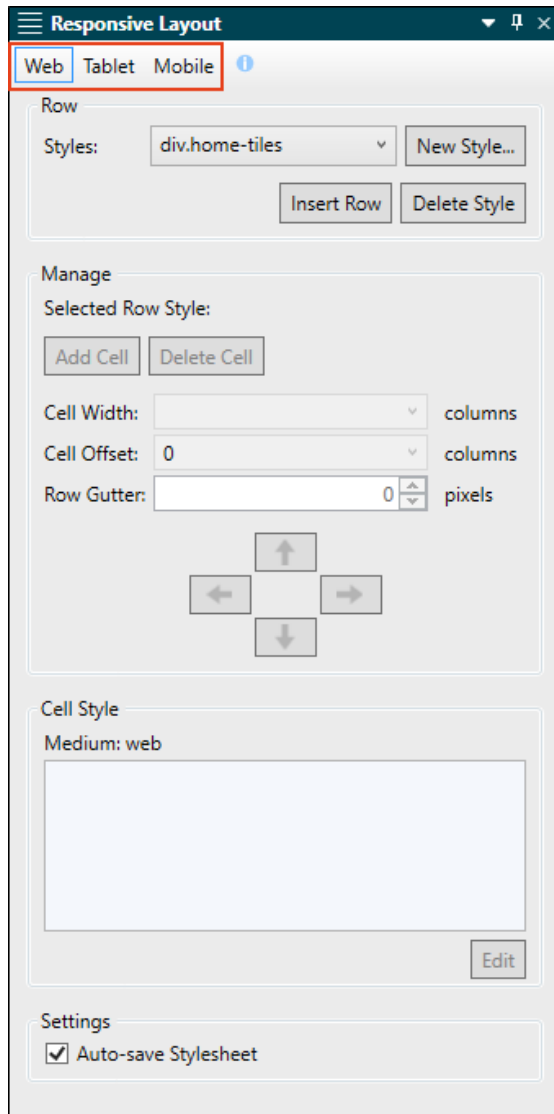 Responsive Layout
Web Tablet Mobile
Row
Styles: div.home-tiles New Style...
Insert Row Delete Style
Manage
Selected Row Style:
Add Cell Delete Cell
Cell Width: columns
Cell Offset: 0 columns
Row Gutter: 0 pixels
Cell Style
Medium: web
Edit
Settings
Auto-save Stylesheet